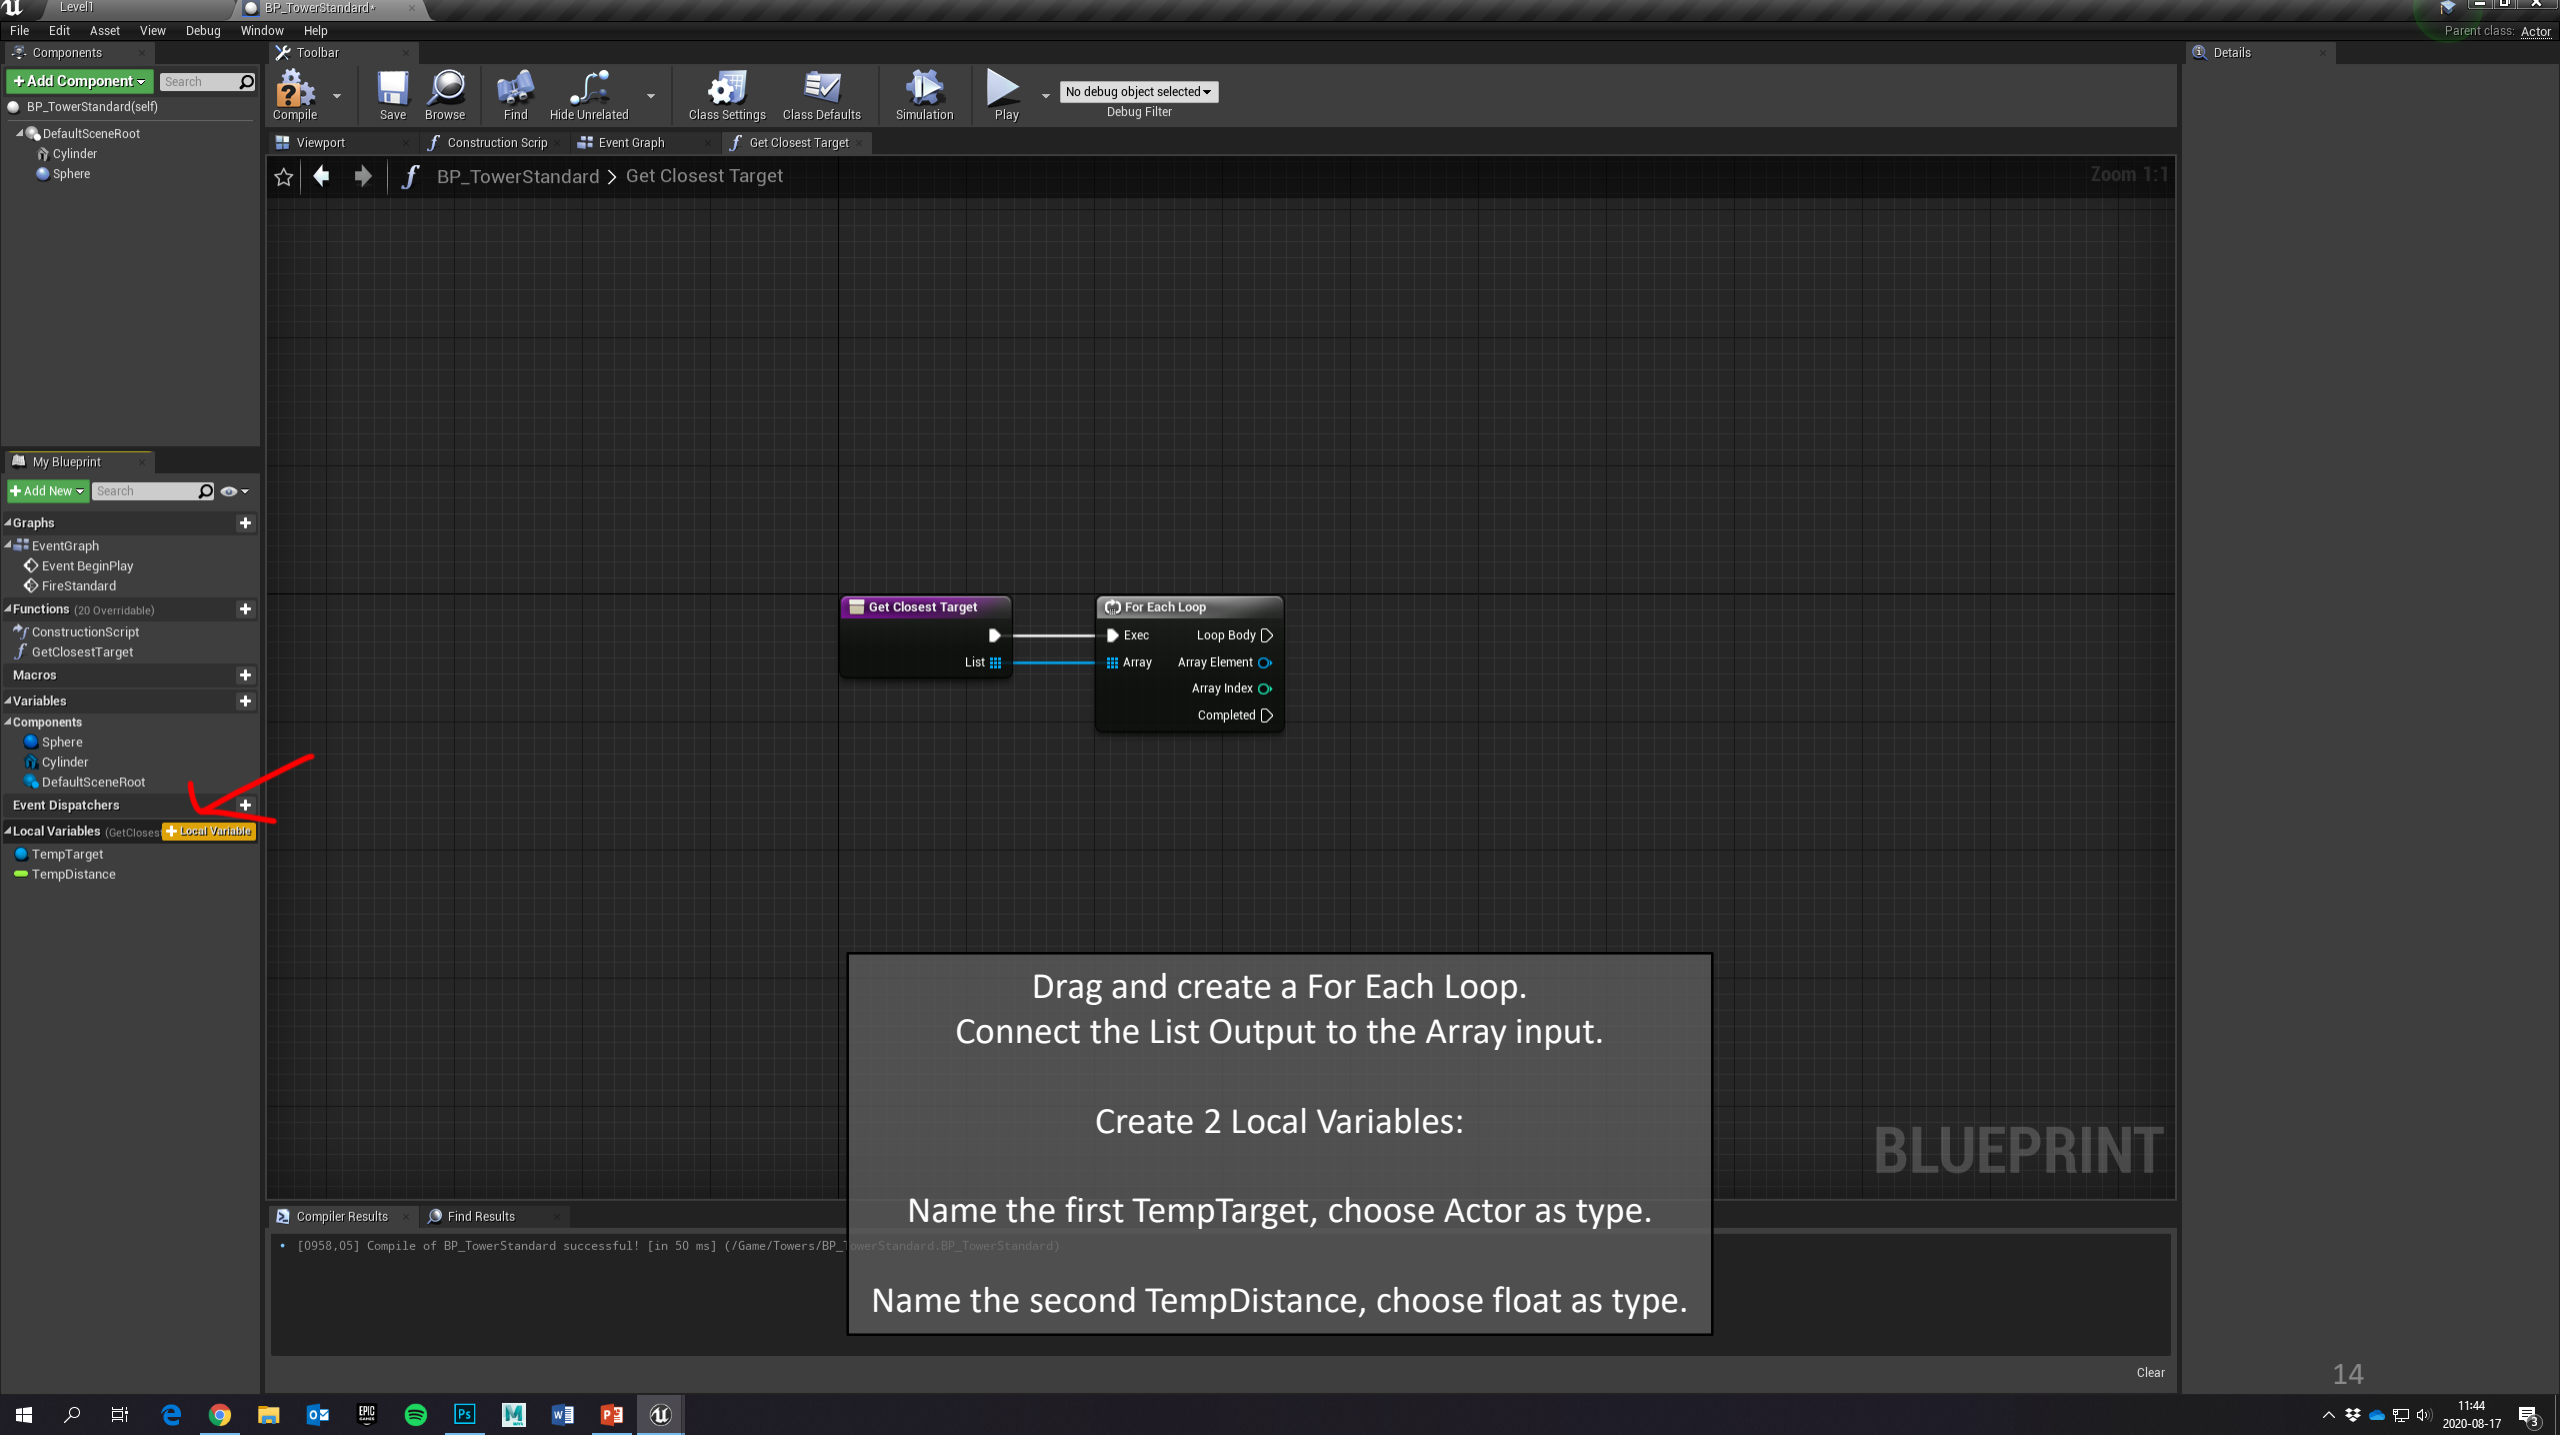 Level1
BP_TowerStandard*
File Edit Asset View Debug Window Help
Parent class: Actor
Components
Toolbar
Details
+Add Component
Search
BP_TowerStandard(self)
DefaultSceneRoot
Cylinder
Sphere
Compile
Save
Browse
Find
Hide Unrelated
Class Settings
Class Defaults
Simulation
Play
No debug object selected
Debug Filter
Viewport
Construction Scrip
Event Graph
Get Closest Target
BP_TowerStandard > Get Closest Target
Zoom 1:1
My Blueprint
+Add New
Search
Graphs
EventGraph
Event BeginPlay
FireStandard
Functions (20 Overridable)
ConstructionScript
GetClosestTarget
Macros
Variables
Components
Sphere
Cylinder
DefaultSceneRoot
Event Dispatchers
Local Variables (GetCloses
+ Local Variable
TempTarget
TempDistance
Get Closest Target
List
For Each Loop
Exec Loop Body
Array Array Element
Array Index
Completed
Drag and create a For Each Loop.
Connect the List Output to the Array input.
Create 2 Local Variables:
Name the first TempTarget, choose Actor as type.
Name the second TempDistance, choose float as type.
BLUEPRINT
Compiler Results
Find Results
[0958,05] Compile of BP_TowerStandard successful! [in 50 ms] (/Game/Towers/BP_TowerStandard.BP_TowerStandard)
Clear
14
EPIC GAMES
Ps
M
11:44
2020-08-17
3